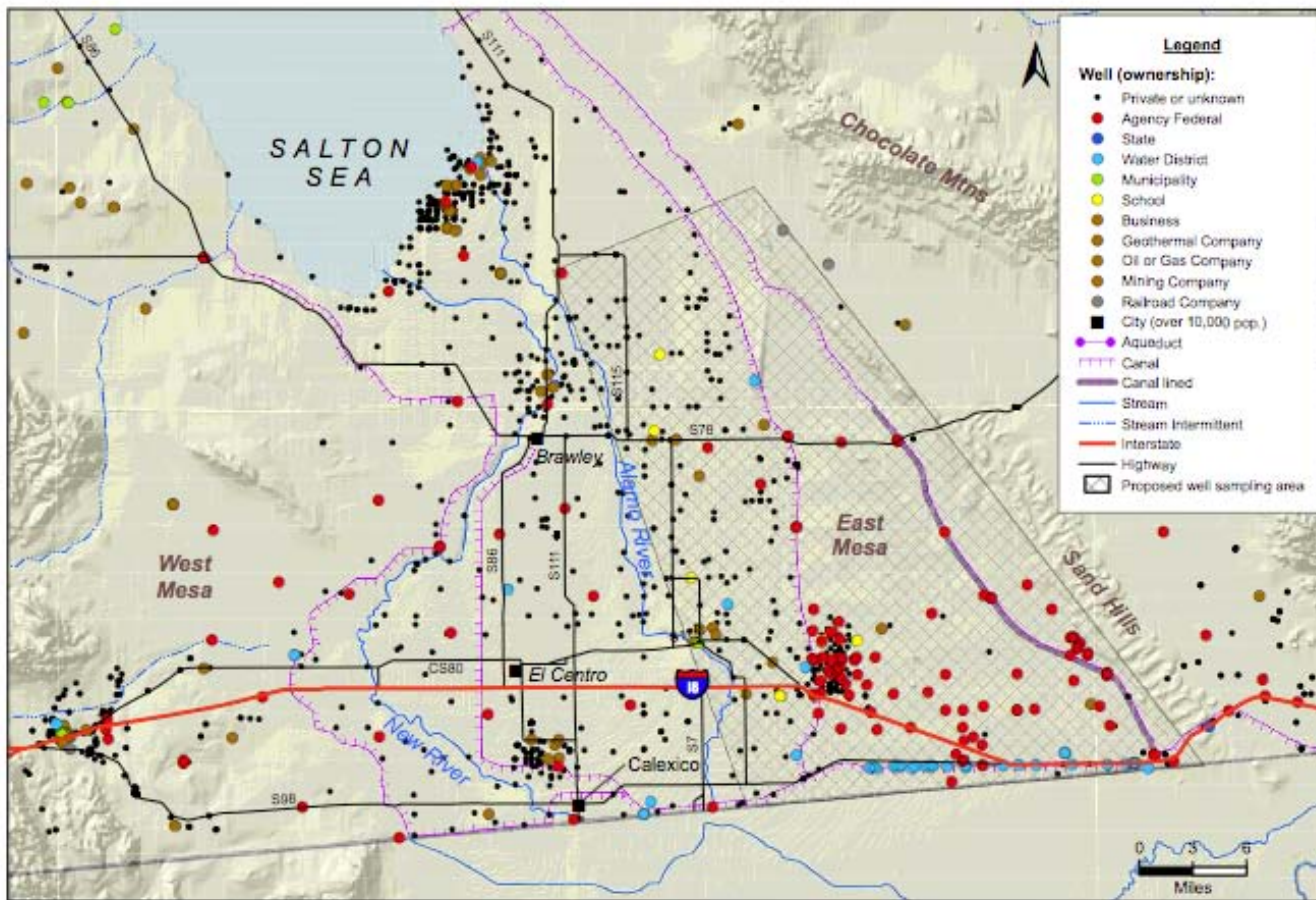 S86
S111
SALTON
SEA
Chocolate Mtns
S115
S78
Brawley
Alamo River
West
Mesa
East
Mesa
Sand Hills
S86
S111
CS80
El Centro
New River
S7
Calexico
S98
0 3 6
Miles
Legend
Well (ownership):
Private or unknown
Agency Federal
State
Water District
Municipality
School
Business
Geothermal Company
Oil or Gas Company
Mining Company
Railroad Company
City (over 10,000 pop.)
Aqueduct
Canal
Canal lined
Stream
Stream Intermittent
Interstate
Highway
Proposed well sampling area